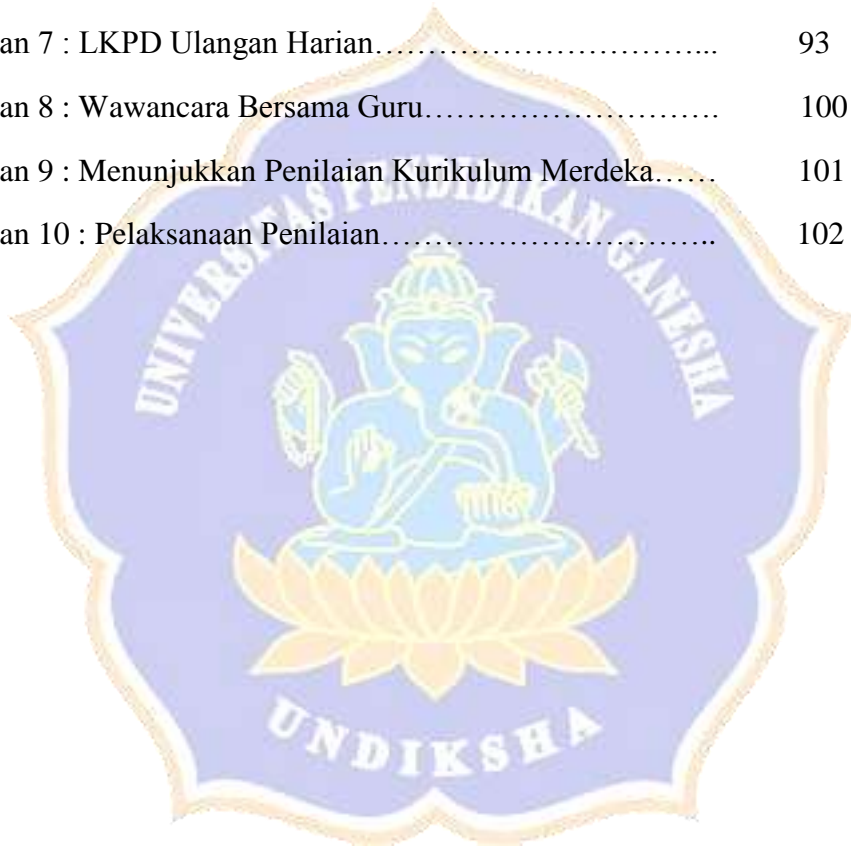 an 7 : LKPD Ulangan Harian…………………………... 93
an 8 : Wawancara Bersama Guru………………………. 100
an 9 : Menunjukkan Penilaian Kurikulum Merdeka…… 101
an 10 : Pelaksanaan Penilaian………………………….. 102
UNIVERSITAS PENDIDIKAN GANESHA
UNDIKSHA